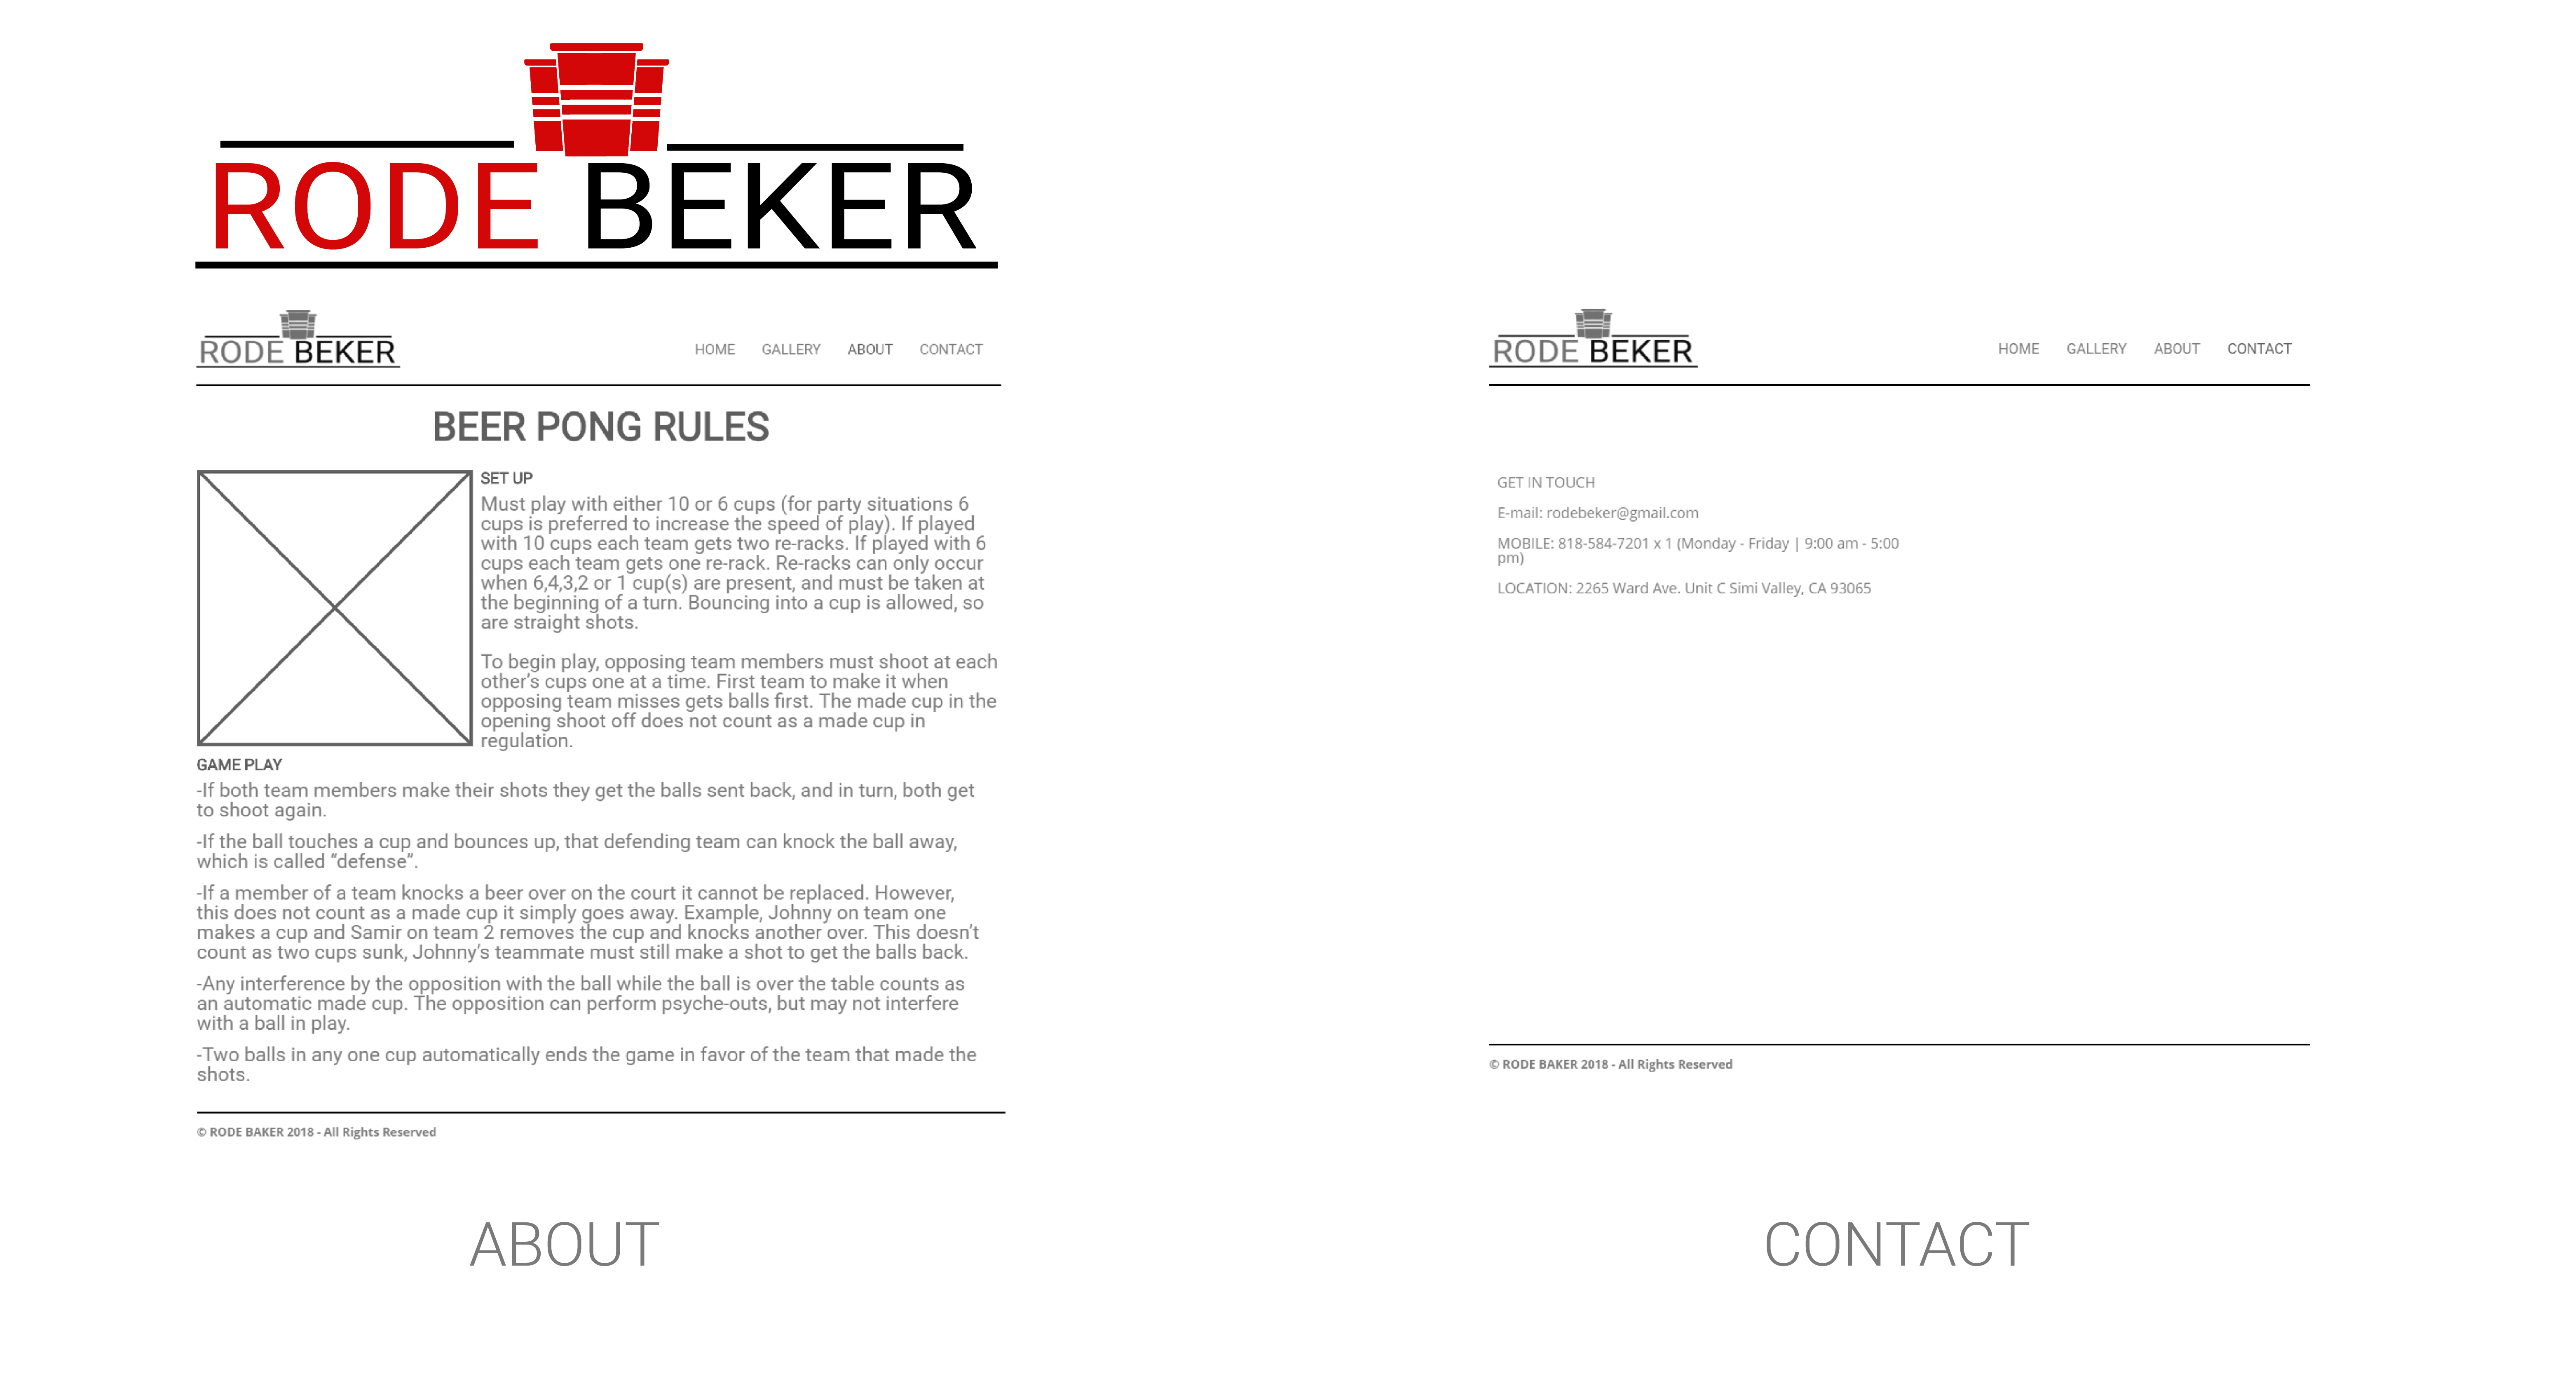 RODE BEKER
RODE BEKER
HOME GALLERY ABOUT CONTACT
BEER PONG RULES
SET UP
Must play with either 10 or 6 cups (for party situations 6
cups is preferred to increase the speed of play). If played
with 10 cups each team gets two re-racks. If played with 6
cups each team gets one re-rack. Re-racks can only occur
when 6,4,3,2 or 1 cup(s) are present, and must be taken at
the beginning of a turn. Bouncing into a cup is allowed, so
are straight shots.
To begin play, opposing team members must shoot at each
other’s cups one at a time. First team to make it when
opposing team misses gets balls first. The made cup in the
opening shoot off does not count as a made cup in
regulation.
GAME PLAY
-If both team members make their shots they get the balls sent back, and in turn, both get
to shoot again.
-If the ball touches a cup and bounces up, that defending team can knock the ball away,
which is called “defense”.
-If a member of a team knocks a beer over on the court it cannot be replaced. However,
this does not count as a made cup it simply goes away. Example, Johnny on team one
makes a cup and Samir on team 2 removes the cup and knocks another over. This doesn’t
count as two cups sunk, Johnny’s teammate must still make a shot to get the balls back.
-Any interference by the opposition with the ball while the ball is over the table counts as
an automatic made cup. The opposition can perform psyche-outs, but may not interfere
with a ball in play.
-Two balls in any one cup automatically ends the game in favor of the team that made the
shots.
© RODE BAKER 2018 - All Rights Reserved
ABOUT
RODE BEKER
HOME GALLERY ABOUT CONTACT
GET IN TOUCH
E-mail: rodebeker@gmail.com
MOBILE: 818-584-7201 x 1 (Monday - Friday | 9:00 am - 5:00
pm)
LOCATION: 2265 Ward Ave. Unit C Simi Valley, CA 93065
© RODE BAKER 2018 - All Rights Reserved
CONTACT